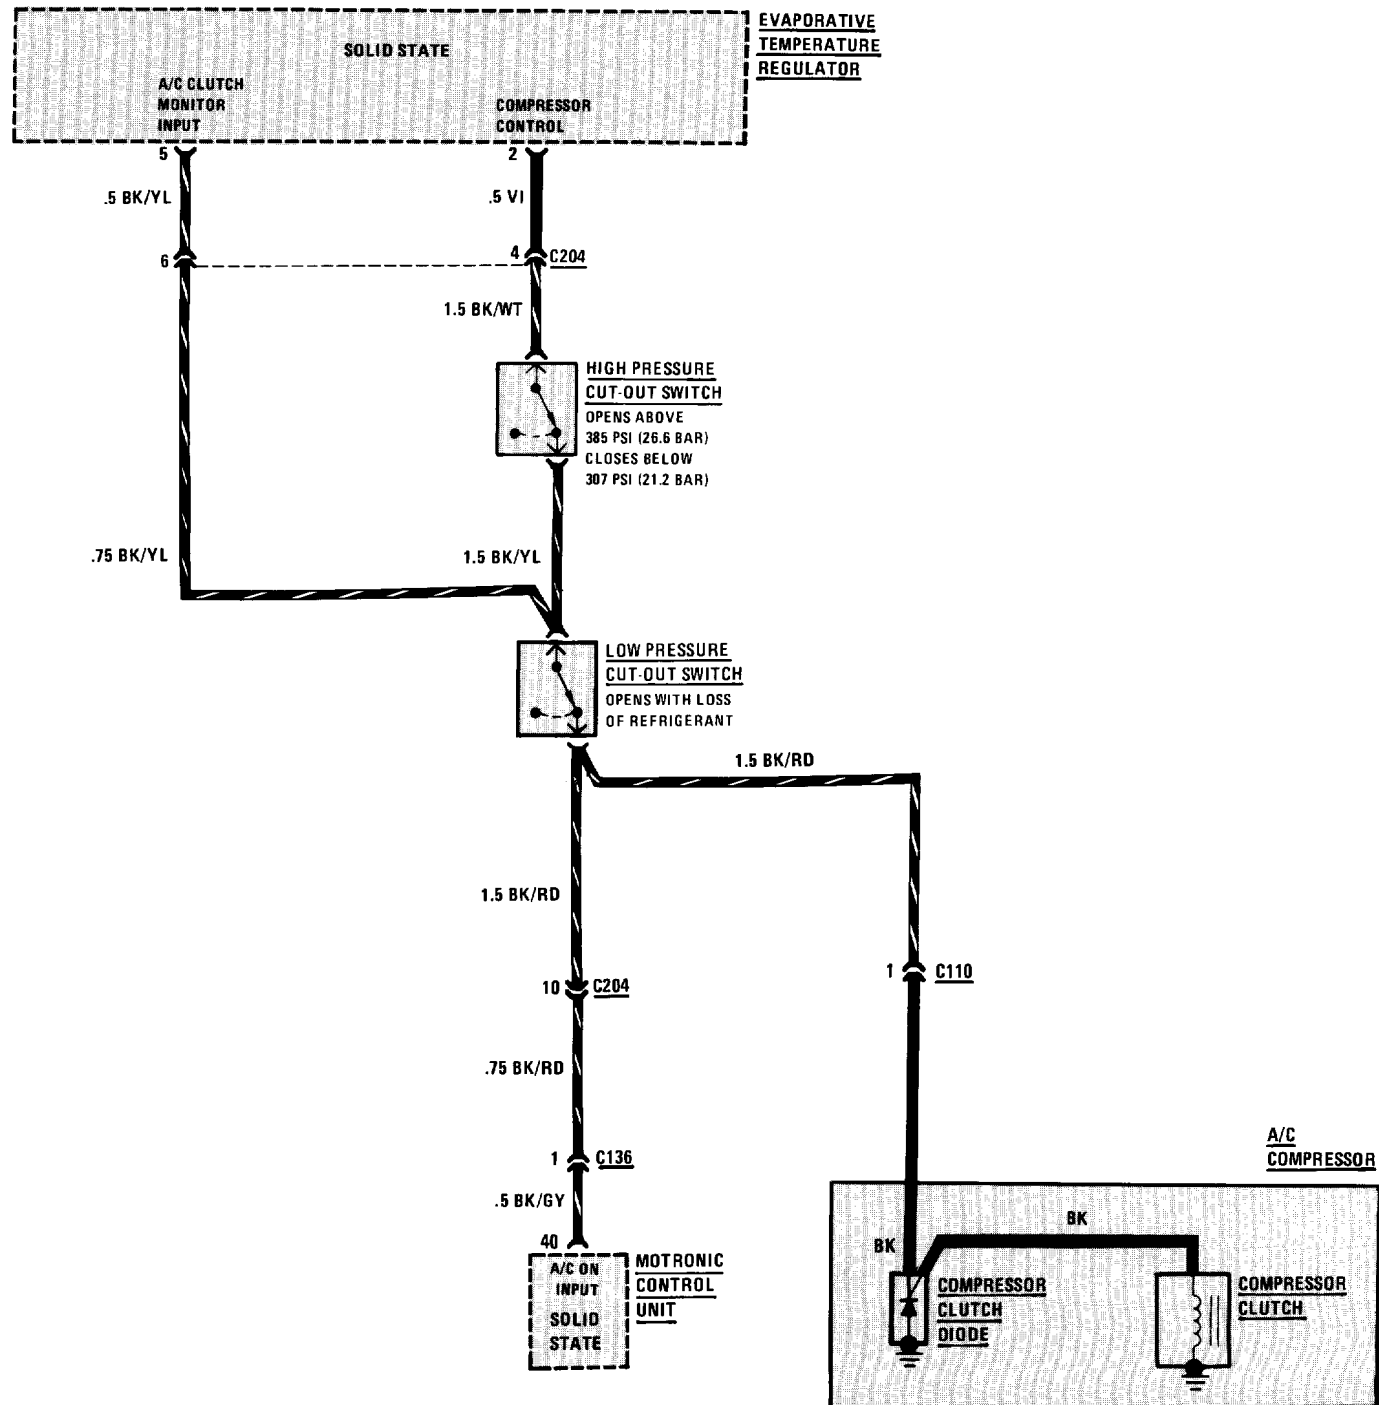 EVAPORATIVE
TEMPERATURE
REGULATOR
SOLID STATE
A/C CLUTCH
MONITOR
INPUT
COMPRESSOR
CONTROL
5
2
.5 BK/YL
.5 VI
6
4
C204
1.5 BK/WT
HIGH PRESSURE
CUT-OUT SWITCH
OPENS ABOVE
385 PSI (26.6 BAR)
CLOSES BELOW
307 PSI (21.2 BAR)
.75 BK/YL
1.5 BK/YL
LOW PRESSURE
CUT-OUT SWITCH
OPENS WITH LOSS
OF REFRIGERANT
1.5 BK/RD
1.5 BK/RD
1
C110
10
C204
.75 BK/RD
1
C136
.5 BK/GY
40
A/C ON
INPUT
SOLID
STATE
MOTRONIC
CONTROL
UNIT
A/C
COMPRESSOR
BK
BK
COMPRESSOR
CLUTCH
DIODE
COMPRESSOR
CLUTCH